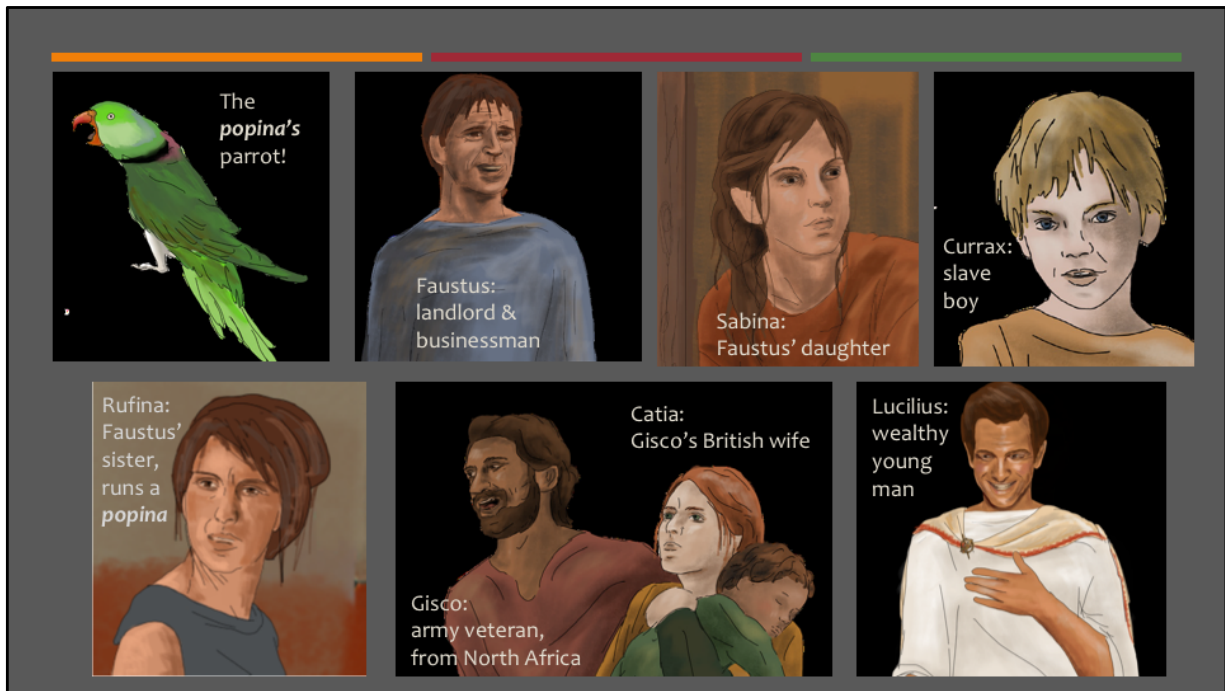 The
popina's
parrot!
Faustus:
landlord &
businessman
Sabina:
Faustus' daughter
Currax:
slave
boy
Rufina:
Faustus'
sister,
runs a
popina
Gisco:
army veteran,
from North Africa
Catia:
Gisco's British wife
Lucilius:
wealthy
young
man